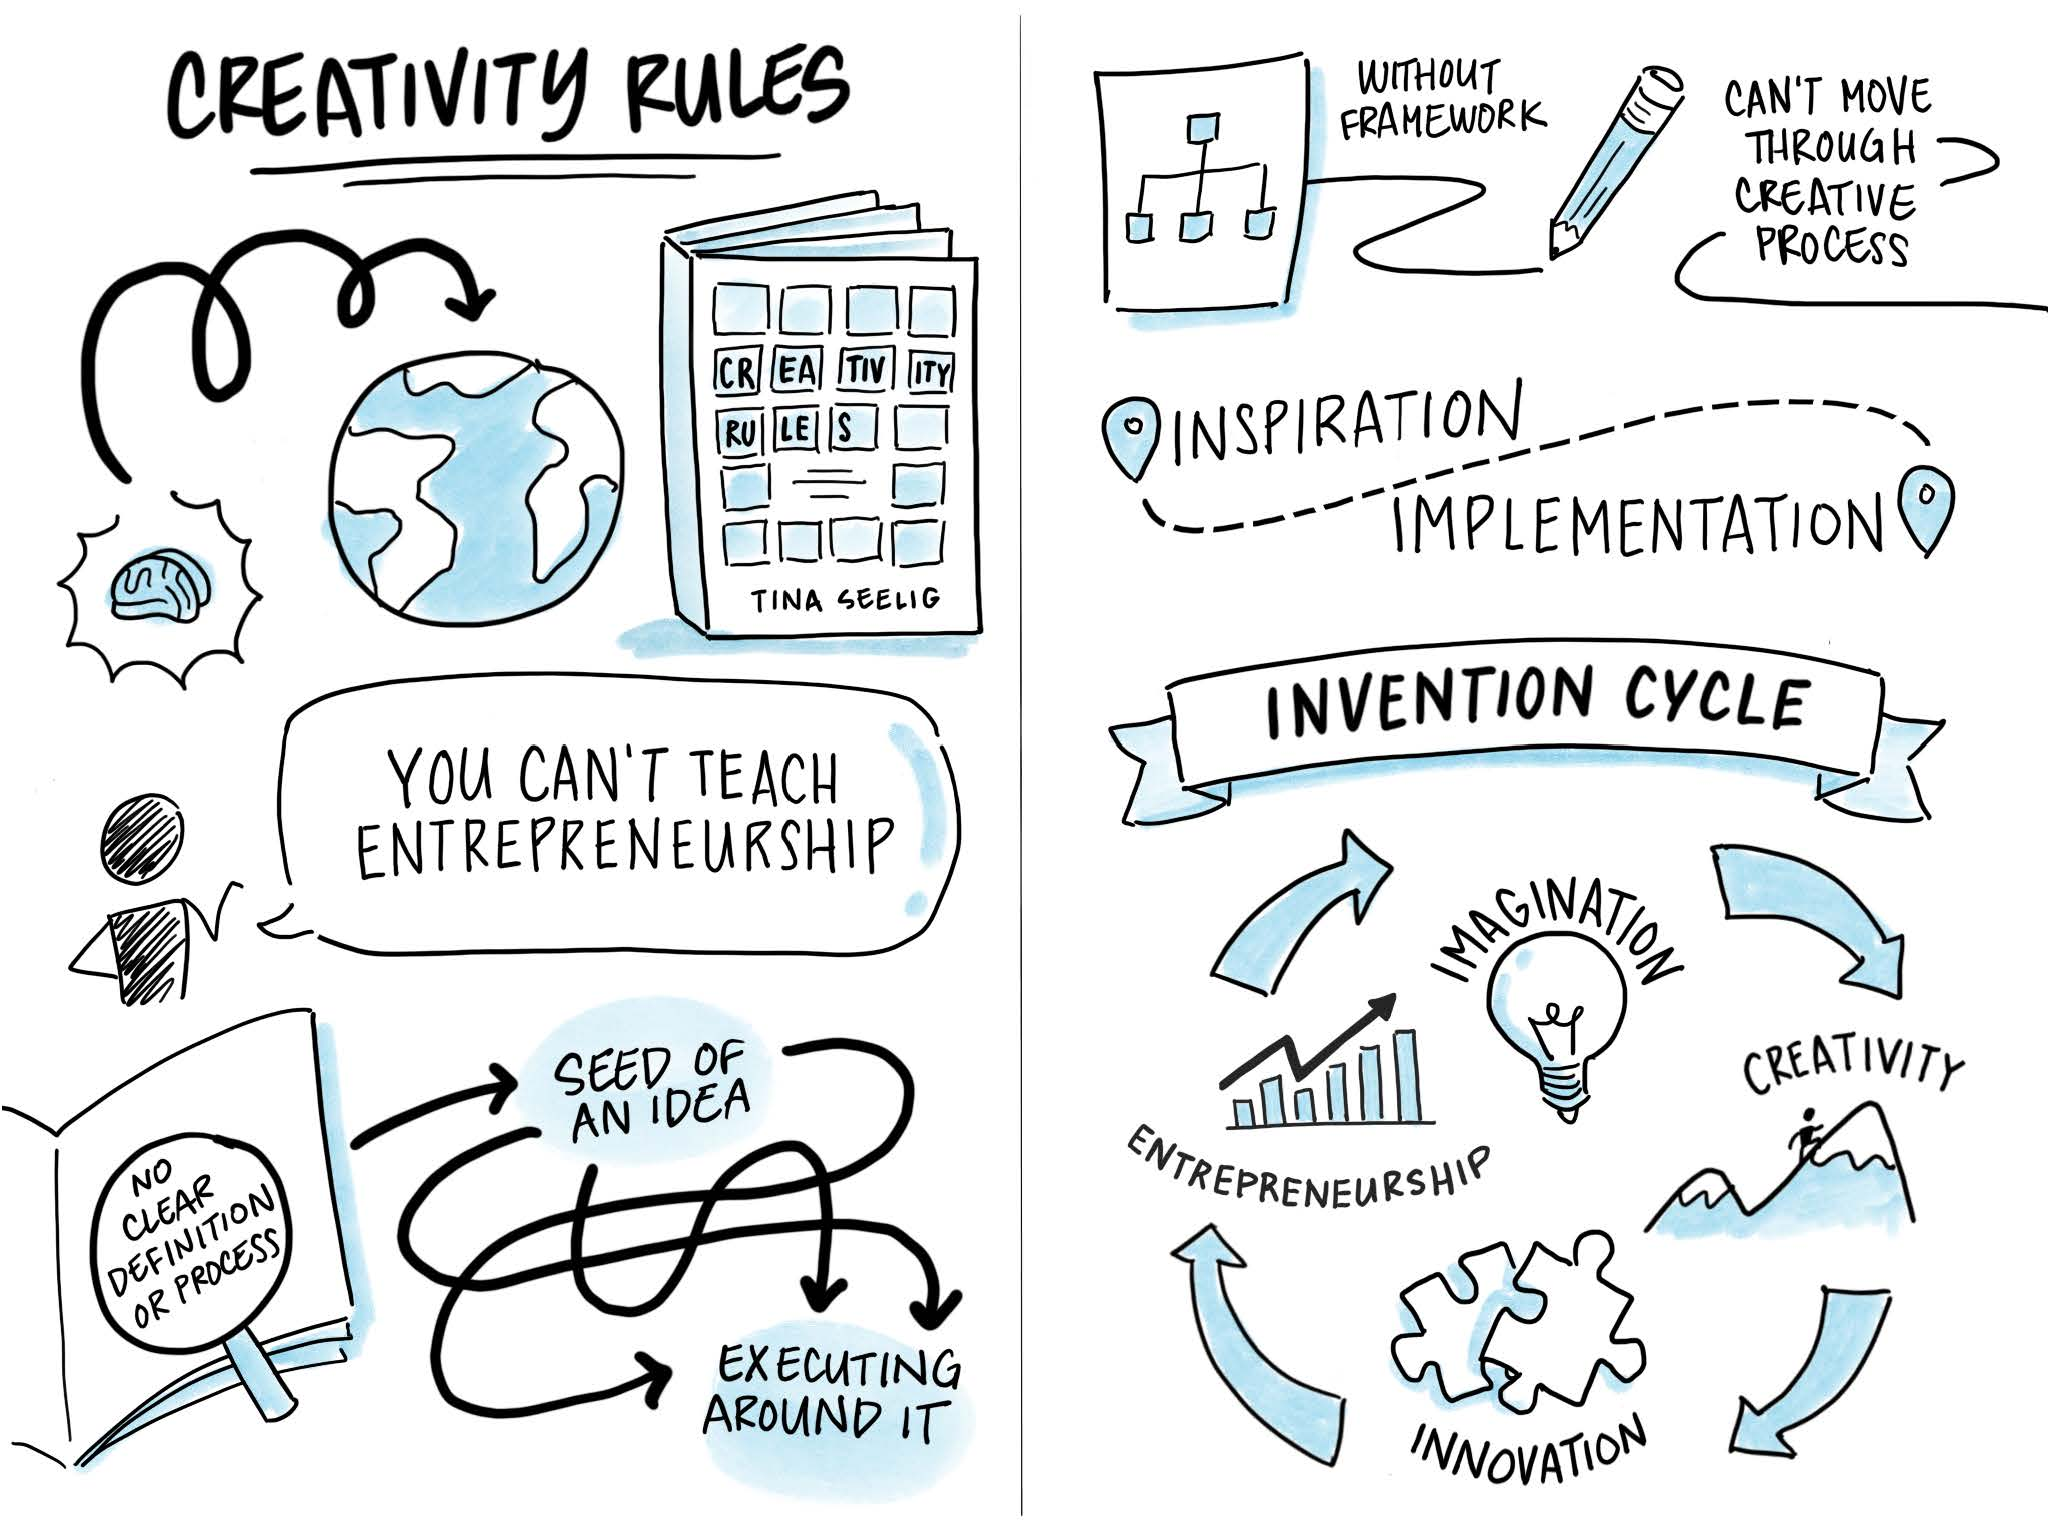 CREATIVITY RULES
CR EA TIV ITY
RU LE S
TINA SEELIG
YOU CAN'T TEACH
ENTREPRENEURSHIP
NO
CLEAR
DEFINITION
OR PROCESS
SEED OF
AN IDEA
EXECUTING
AROUND IT
WITHOUT
FRAMEWORK
CAN'T MOVE
THROUGH
CREATIVE
PROCESS
INSPIRATION
IMPLEMENTATION
INVENTION CYCLE
IMAGINATION
CREATIVITY
INNOVATION
ENTREPRENEURSHIP